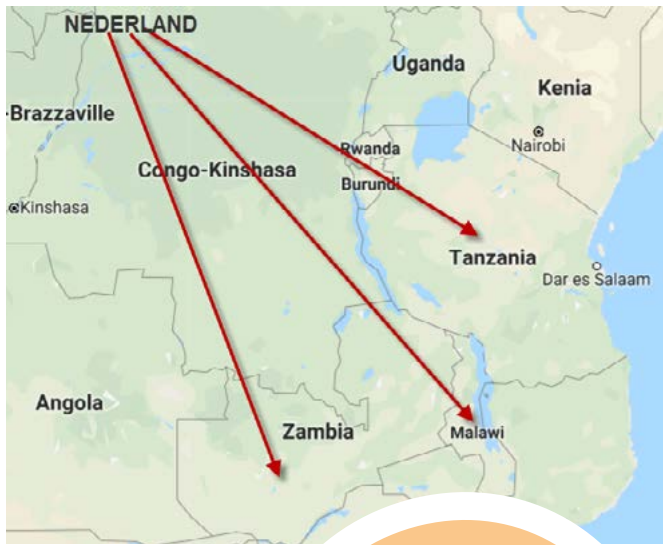 NEDERLAND
Uganda
Kenia
-Brazzaville
Nairobi
Rwanda
Congo-Kinshasa
Burundi
Kinshasa
Tanzania
Dar es Salaam
Angola
Zambia
Malawi